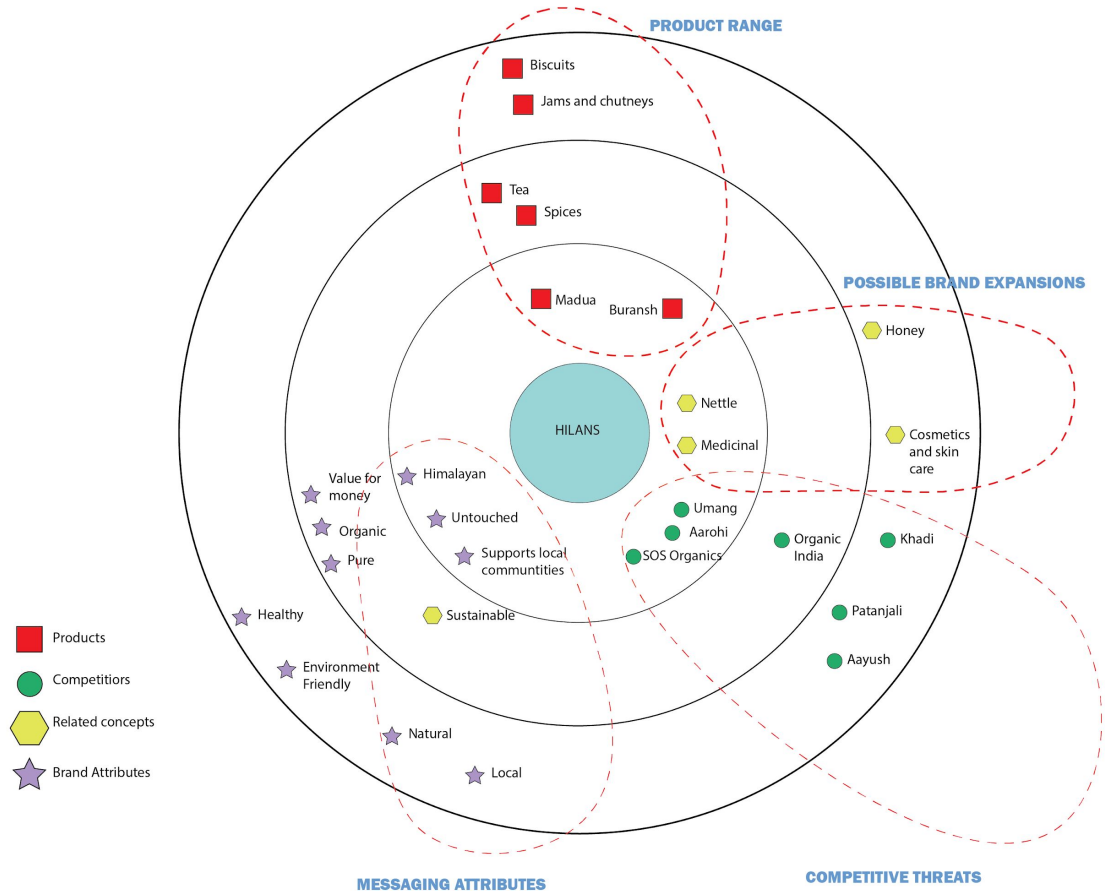 PRODUCT RANGE
Biscuits
Jams and chutneys
Tea
Spices
POSSIBLE BRAND EXPANSIONS
Madua
Buransh
Honey
Nettle
HILANS
Medicinal
Cosmetics
and skin
care
Himalayan
Value for
money
Untouched
Organic
Pure
Supports local
communtities
Umang
Aarohi
SOS Organics
Organic
India
Khadi
Sustainable
Healthy
Patanjali
Environment
Friendly
Aayush
Natural
Local
Products
Competitiors
Related concepts
Brand Attributes
MESSAGING ATTRIBUTES
COMPETITIVE THREATS